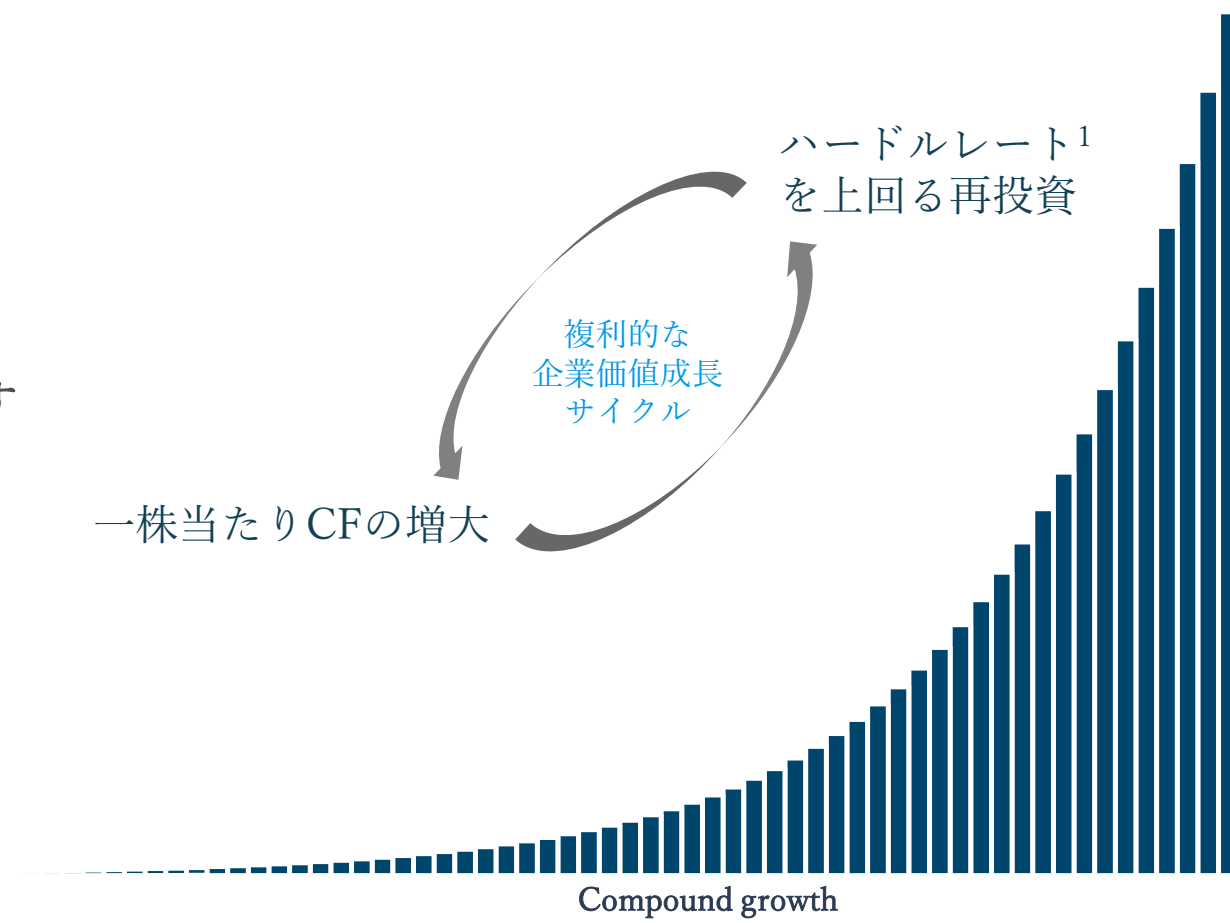 ハードルレート1
を上回る再投資
複利的な
企業価値成長
サイクル
す
一株当たりCFの増大
Compound growth